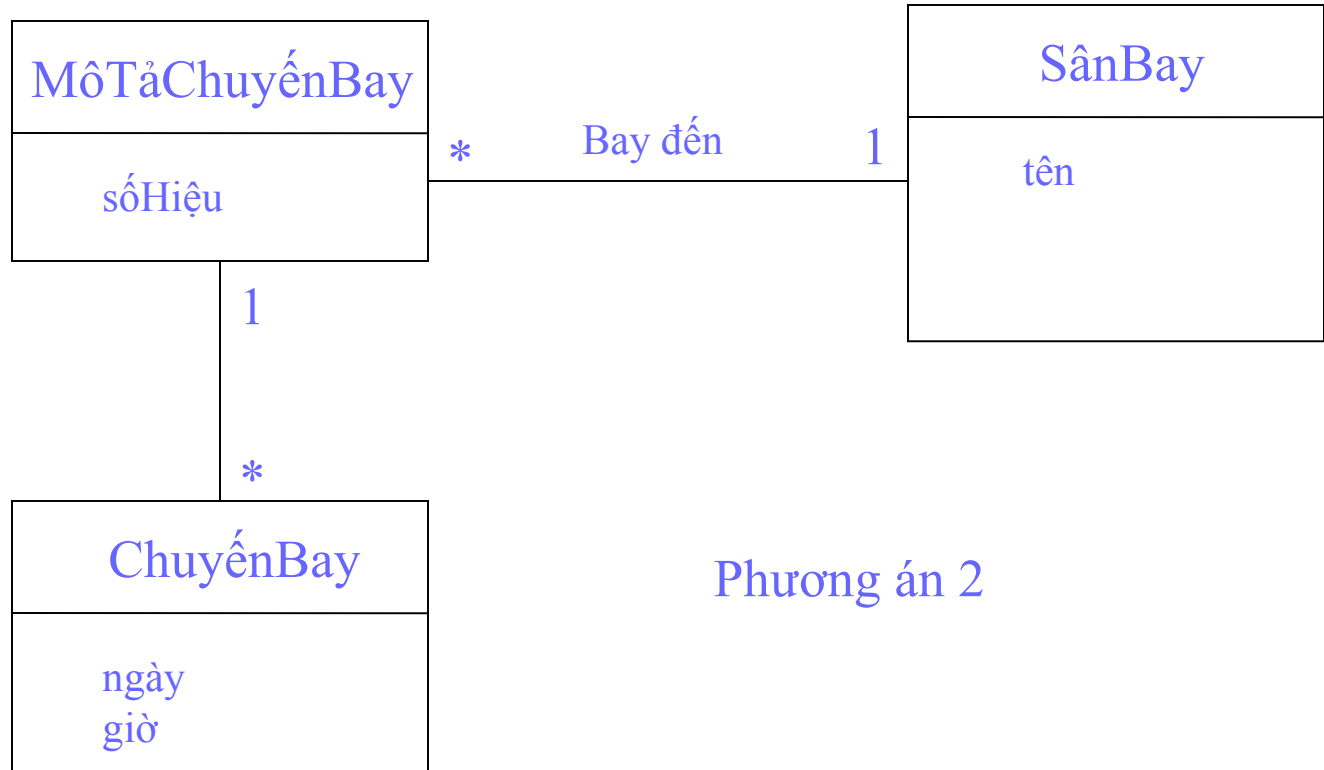 MôTảChuyếnBay
sốHiệu
* Bay đến 1
SânBay
tên
1
*
ChuyếnBay
ngày
giờ
Phương án 2